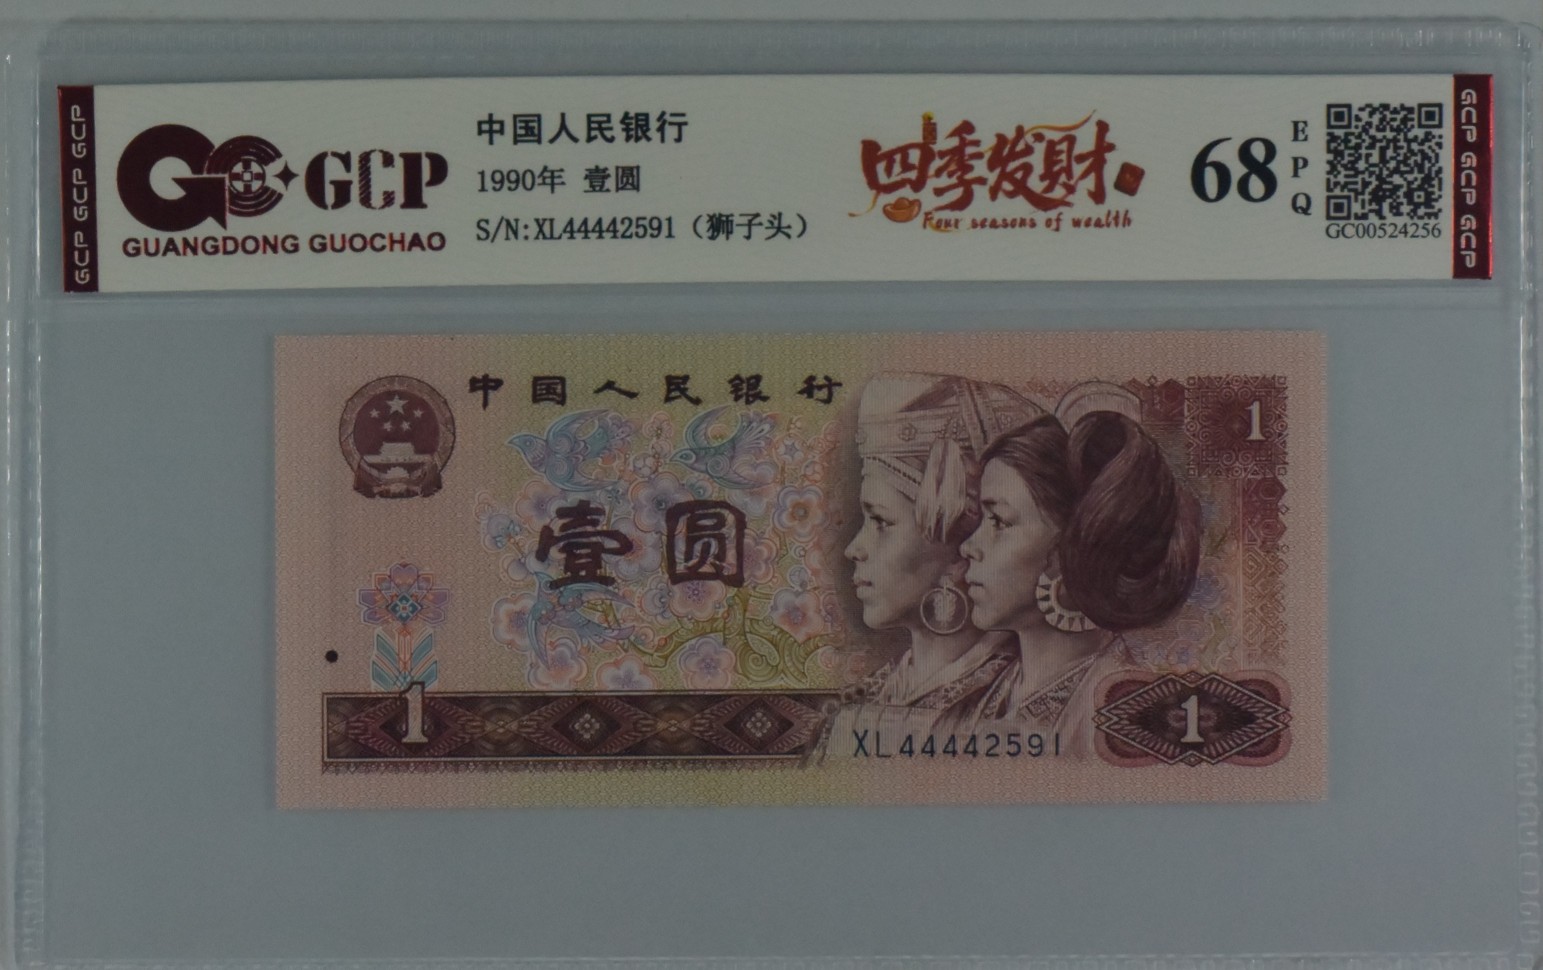 GCP GCP GCP
GCP
GUANGDONG GUOCHAO
中国人民银行
1990年 壹圆
S/N:XL44442591（狮子头）
四季发财
Four seasons of wealth
68
EPQ
GC00524256
GCP GCP GCP
中国人民银行
1
壹圆
1
XL44442591
1